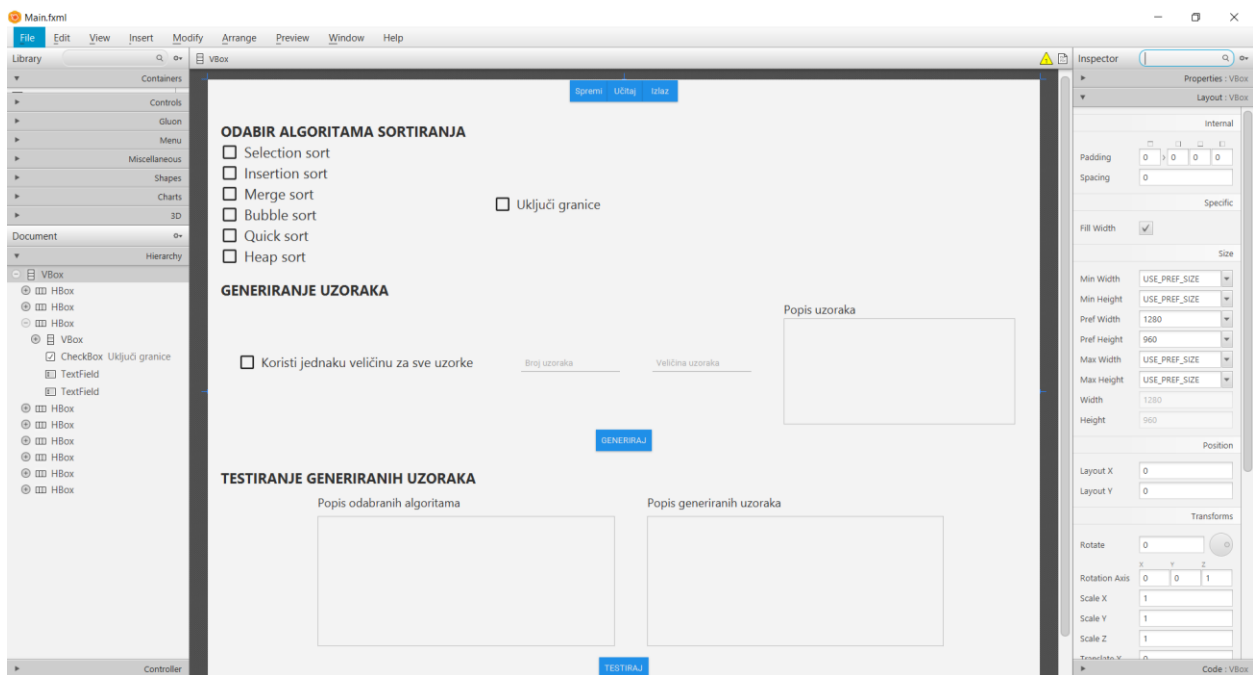 Main.fxml
File Edit View Insert Modify Arrange Preview Window Help
Library
VBox
Inspector
Containers
Controls
Gluon
Menu
Miscellaneous
Shapes
Charts
3D
Document
Hierarchy
VBox
HBox
HBox
HBox
VBox
CheckBox Uključi granice
TextField
TextField
HBox
HBox
HBox
HBox
HBox
HBox
Controller
Spremi Učitaj Izlaz
ODABIR ALGORITAMA SORTIRANJA
Selection sort
Insertion sort
Merge sort
Bubble sort
Quick sort
Heap sort
Uključi granice
GENERIRANJE UZORAKA
Popis uzoraka
Koristi jednaku veličinu za sve uzorke
Broj uzoraka
Veličina uzoraka
GENERIRAJ
TESTIRANJE GENERIRANIH UZORAKA
Popis odabranih algoritama
Popis generiranih uzoraka
TESTIRAJ
Properties : VBox
Layout : VBox
Internal
Padding 0 0 0 0
Spacing 0
Specific
Fill Width
Size
Min Width USE_PREF_SIZE
Min Height USE_PREF_SIZE
Pref Width 1280
Pref Height 960
Max Width USE_PREF_SIZE
Max Height USE_PREF_SIZE
Width 1280
Height 960
Position
Layout X 0
Layout Y 0
Transforms
Rotate 0
X Y Z
Rotation Axis 0 0 1
Scale X 1
Scale Y 1
Scale Z 1
Translate X 0
Code : VBox